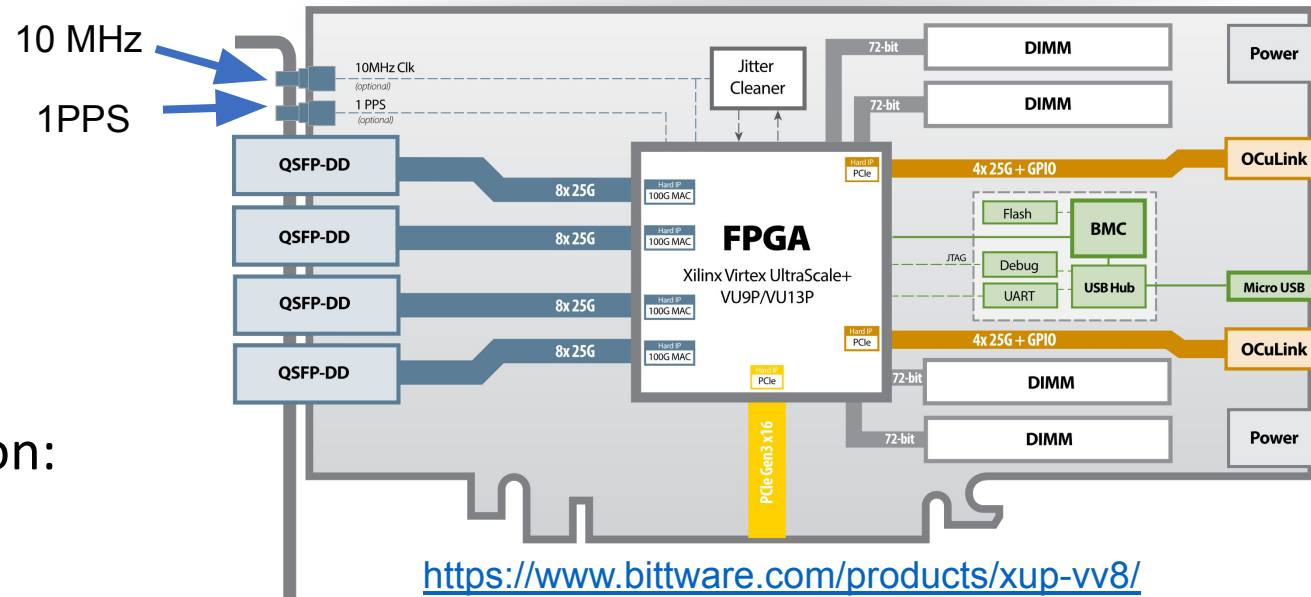 10 MHz
1PPS
10MHz Clk
(optional)
1 PPS
(optional)
Jitter
Cleaner
72-bit
DIMM
72-bit
DIMM
Power
QSFP-DD
8x 25G
Hard IP
100G MAC
QSFP-DD
8x 25G
Hard IP
100G MAC
QSFP-DD
8x 25G
Hard IP
100G MAC
QSFP-DD
8x 25G
Hard IP
100G MAC
FPGA
Xilinx Virtex UltraScale+
VU9P/VU13P
Hard IP
PCIe
4x 25G + GPIO
OCuLink
Flash
BMC
JTAG
Debug
UART
USB Hub
Micro USB
Hard IP
PCIe
4x 25G + GPIO
OCuLink
Hard IP
PCIe
PCIe Gen3 x16
72-bit
DIMM
72-bit
DIMM
Power
on:
https://www.bittware.com/products/xup-vv8/